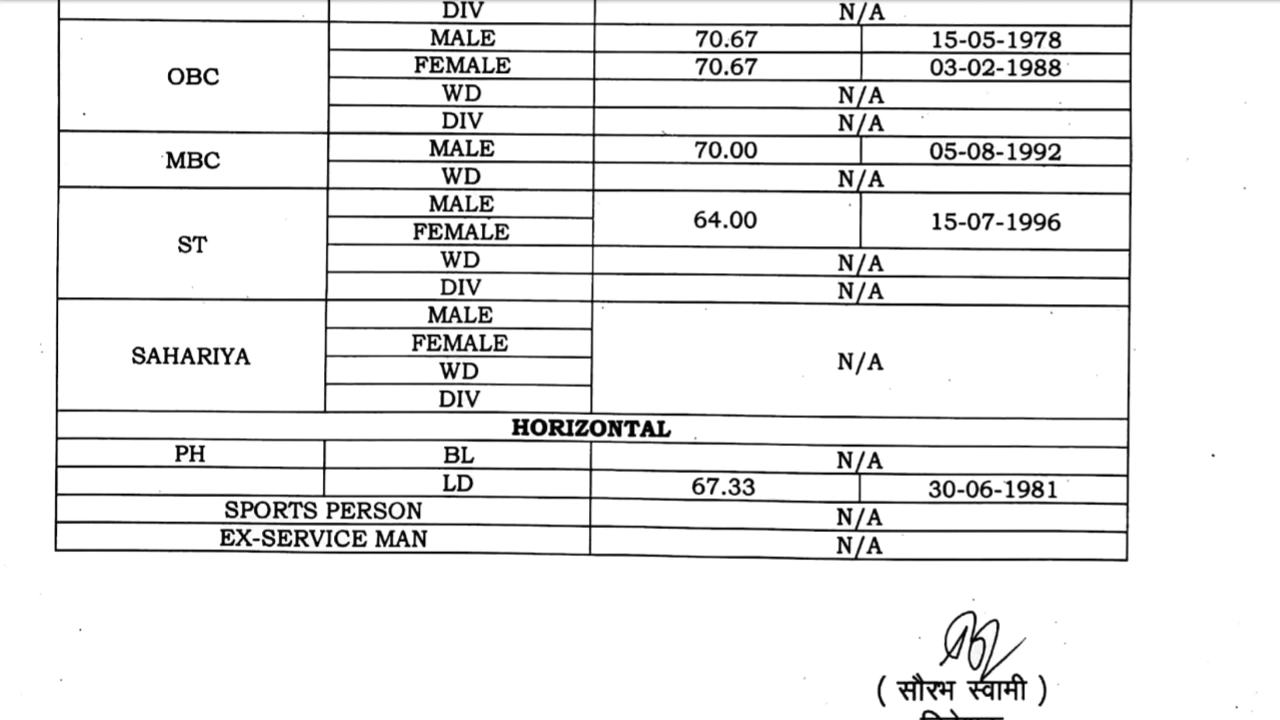 DIV N/A
OBC MALE 70.67 15-05-1978
FEMALE 70.67 03-02-1988
WD N/A
DIV N/A
MBC MALE 70.00 05-08-1992
WD N/A
ST MALE 64.00 15-07-1996
FEMALE
WD N/A
DIV N/A
SAHARIYA MALE N/A
FEMALE
WD
DIV
HORIZONTAL
PH BL N/A
LD 67.33 30-06-1981
SPORTS PERSON N/A
EX-SERVICE MAN N/A
( सौरभ स्वामी )